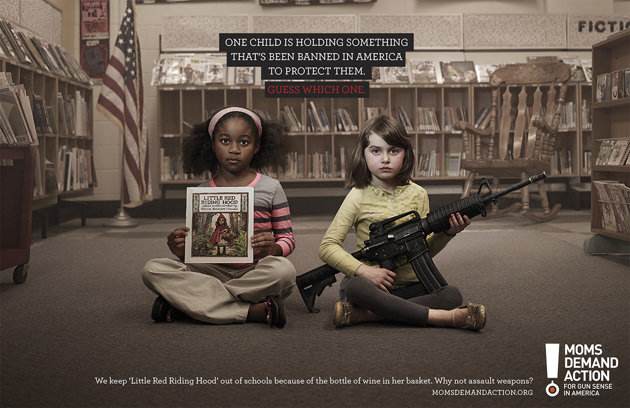 ONE CHILD IS HOLDING SOMETHING
THAT'S BEEN BANNED IN AMERICA
TO PROTECT THEM.
GUESS WHICH ONE.
FICTI
LITTLE RED
RIDING HOOD
We keep 'Little Red Riding Hood' out of schools because of the bottle of wine in her basket. Why not assault weapons?
MOMSDEMANDACTION.ORG
MOMS
DEMAND
ACTION
FOR GUN SENSE
IN AMERICA